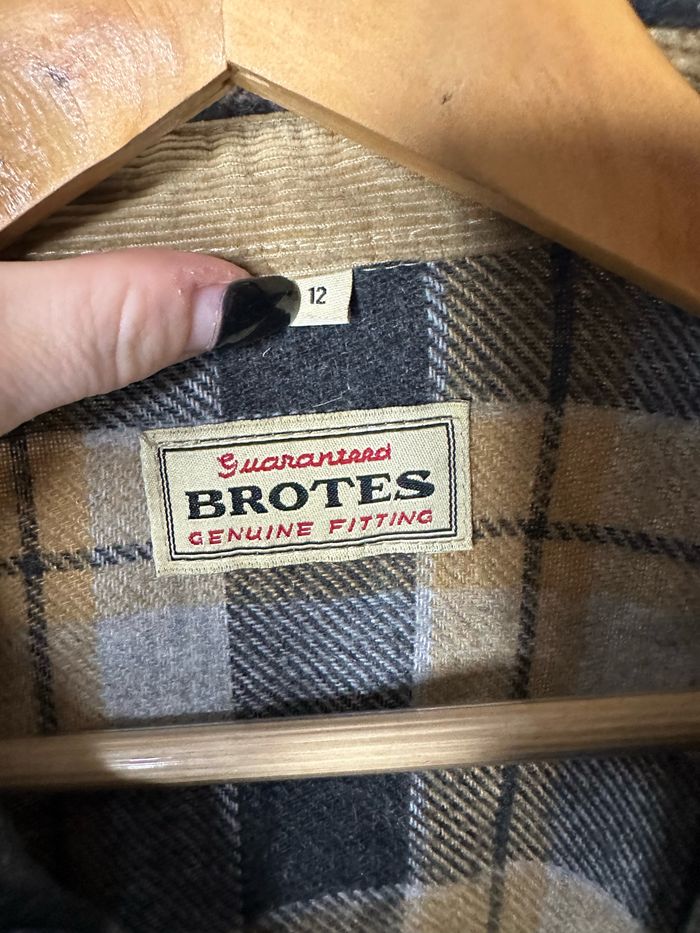 12
Guaranteed
BROTES
GENUINE FITTING